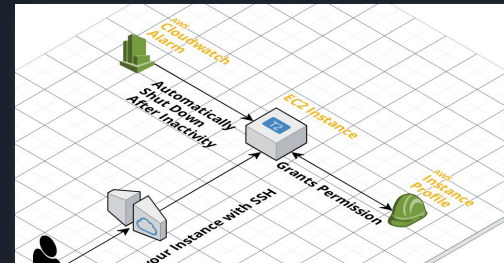 AWS
Cloudwatch
Alarm
Automatically
Shut Down
After Inactivity
EC2 Instance
T2
Grants Permission
AWS
Instance
Profile
your Instance with SSH